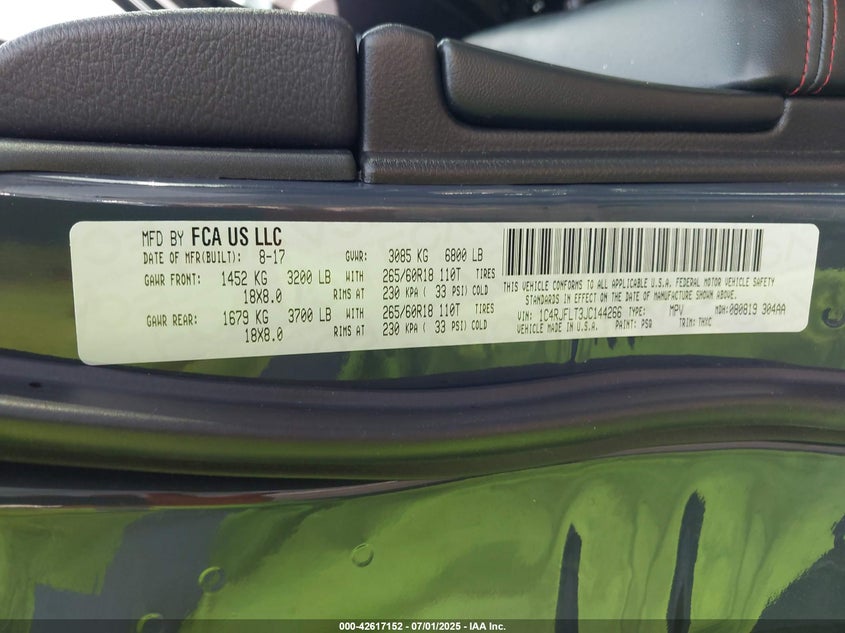 MFD BY FCA US LLC
DATE OF MFR(BUILT): 8-17 GVWR: 3085 KG 6800 LB
GAWR FRONT: 1452 KG 3200 LB WITH 265/60R18 110T TIRES
18X8.0 RIMS AT 230 KPA ( 33 PSI) COLD
GAWR REAR: 1679 KG 3700 LB WITH 265/60R18 110T TIRES
18X8.0 RIMS AT 230 KPA ( 33 PSI) COLD
THIS VEHICLE CONFORMS TO ALL APPLICABLE U.S.A. FEDERAL MOTOR VEHICLE SAFETY
STANDARDS IN EFFECT ON THE DATE OF MANUFACTURE SHOWN ABOVE.
VIN: 1C4RJFLT3JC144266 TYPE: MPV MDH: 080819 304AA
VEHICLE MADE IN U.S.A. PAINT: PSQ TRIM: THXC
000-42617152 - 07/01/2025 - IAA Inc.